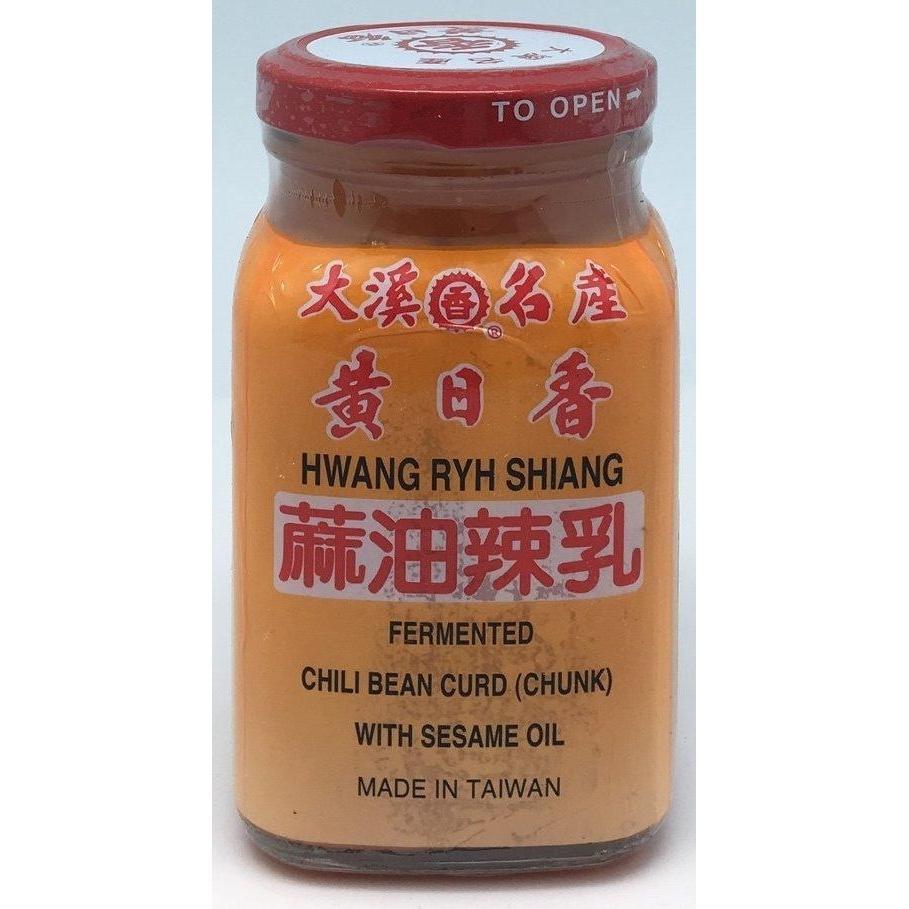 TO OPEN→
大溪香名產
®
黃日香
HWANG RYH SHIANG
蔴油辣乳
FERMENTED
CHILI BEAN CURD (CHUNK)
WITH SESAME OIL
MADE IN TAIWAN